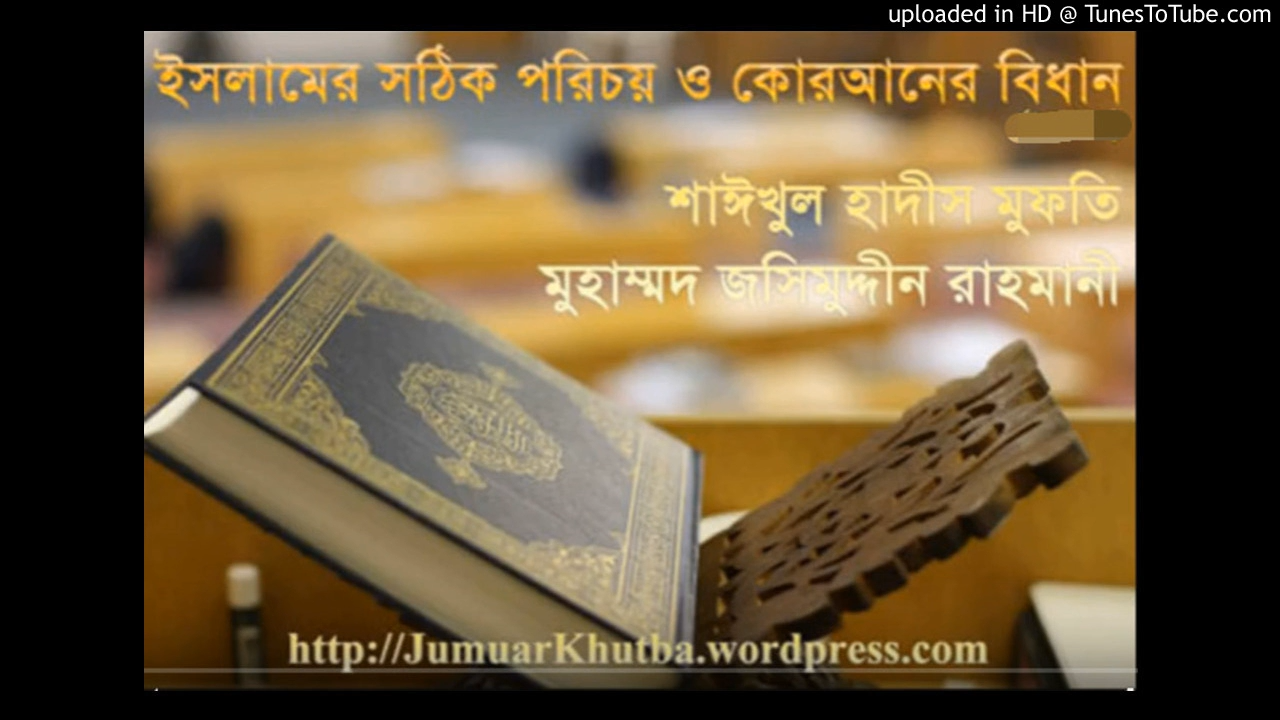 uploaded in HD @ TunesToTube.com
ইসলামের সঠিক পরিচয় ও কোরআনের বিধান
শাঈখুল হাদীস মুফতি
মুহাম্মদ জসিমুদ্দীন রাহমানী
http://JumuarKhutba.wordpress.com